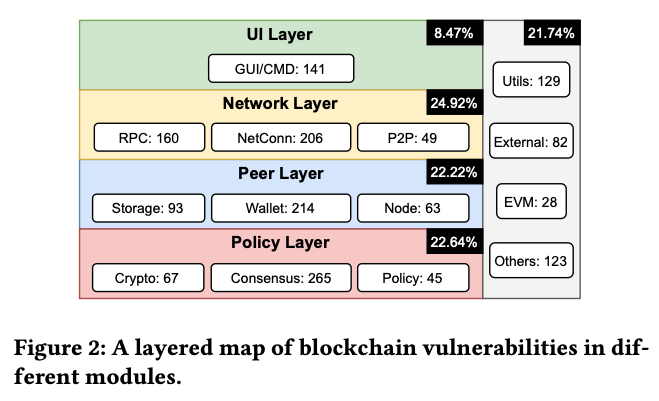 UI Layer
8.47%
GUI/CMD: 141
Network Layer
24.92%
RPC: 160
NetConn: 206
P2P: 49
Peer Layer
22.22%
Storage: 93
Wallet: 214
Node: 63
Policy Layer
22.64%
Crypto: 67
Consensus: 265
Policy: 45
21.74%
Utils: 129
External: 82
EVM: 28
Others: 123
Figure 2: A layered map of blockchain vulnerabilities in dif-
ferent modules.